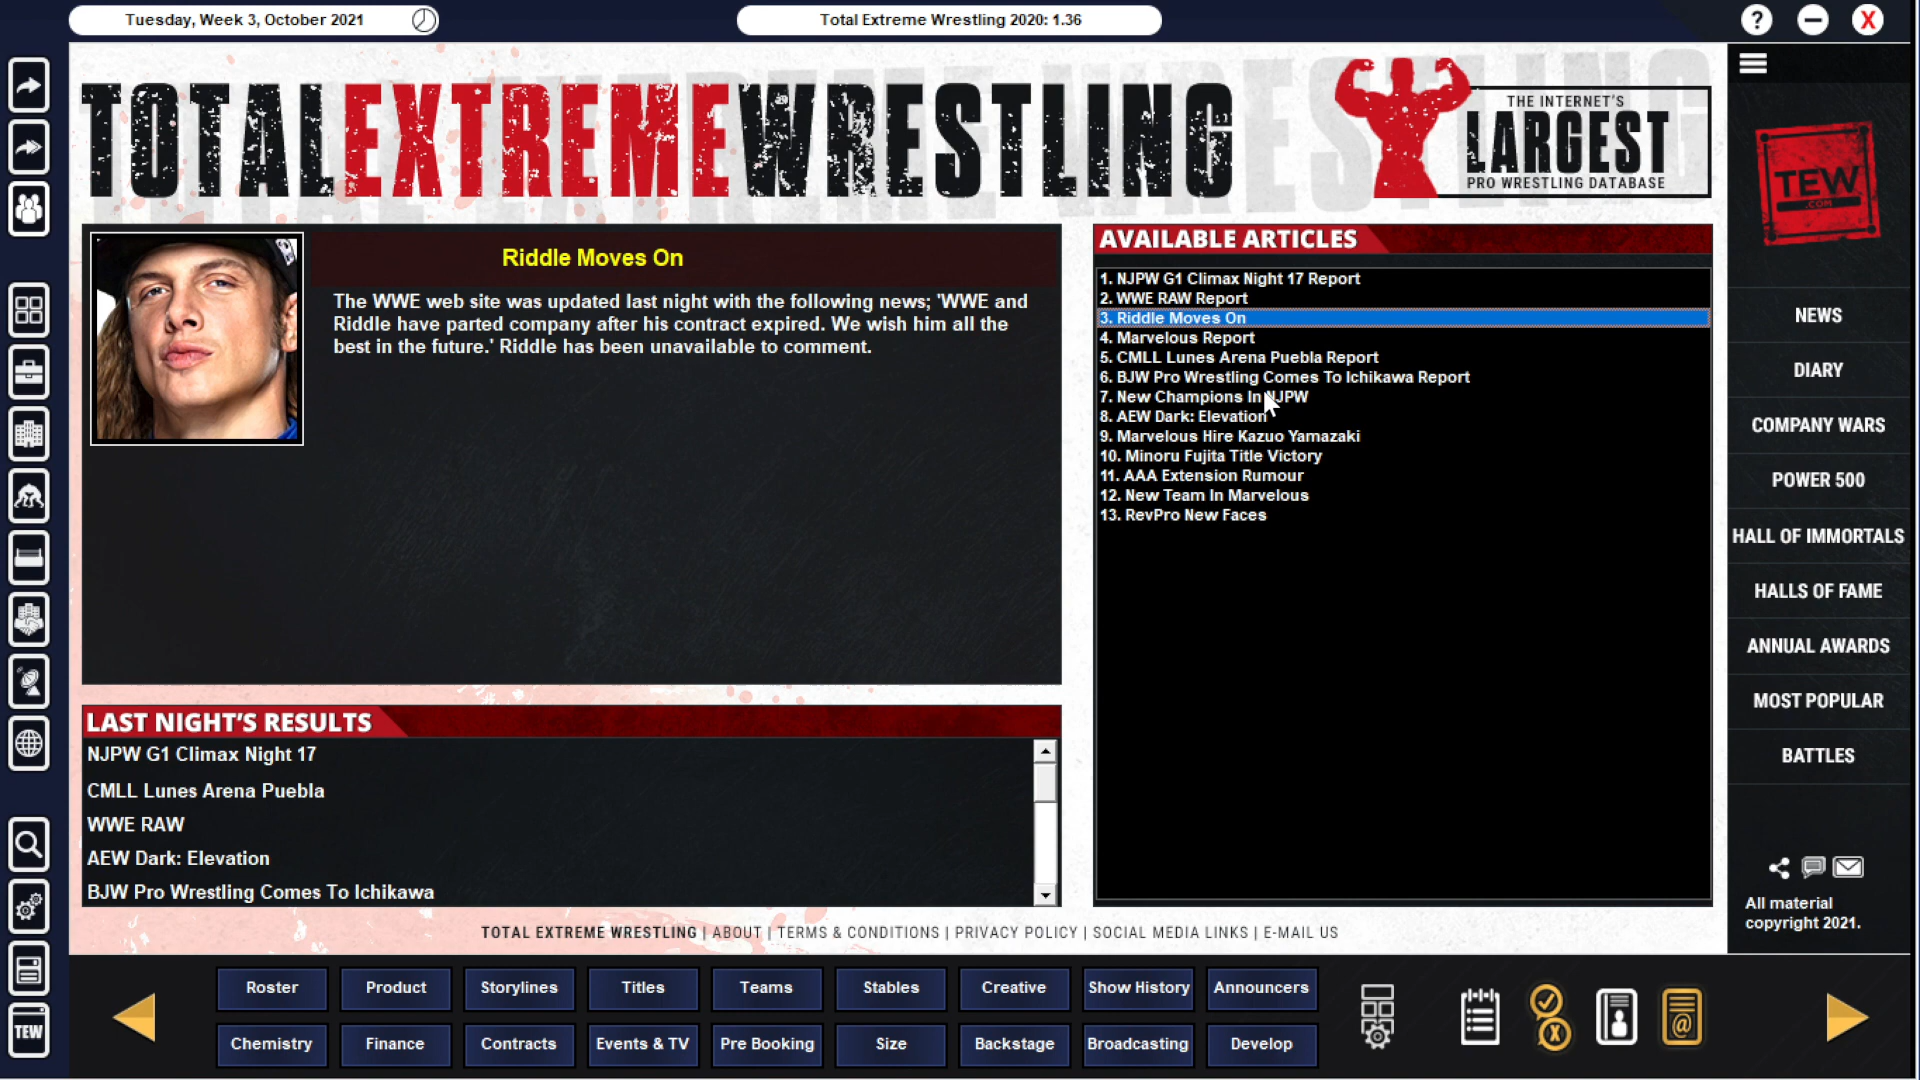 Tuesday, Week 3, October 2021
Total Extreme Wrestling 2020: 1.36
?
X
TOTALEXTREMEWRESTLING
THE INTERNET'S
LARGEST
PRO WRESTLING DATABASE
TEW
.COM
Riddle Moves On
The WWE web site was updated last night with the following news; 'WWE and
Riddle have parted company after his contract expired. We wish him all the
best in the future.' Riddle has been unavailable to comment.
AVAILABLE ARTICLES
1. NJPW G1 Climax Night 17 Report
2. WWE RAW Report
3. Riddle Moves On
4. Marvelous Report
5. CMLL Lunes Arena Puebla Report
6. BJW Pro Wrestling Comes To Ichikawa Report
7. New Champions In NJPW
8. AEW Dark: Elevation
9. Marvelous Hire Kazuo Yamazaki
10. Minoru Fujita Title Victory
11. AAA Extension Rumour
12. New Team In Marvelous
13. RevPro New Faces
NEWS
DIARY
COMPANY WARS
POWER 500
HALL OF IMMORTALS
HALLS OF FAME
ANNUAL AWARDS
MOST POPULAR
BATTLES
All material
copyright 2021.
LAST NIGHT'S RESULTS
NJPW G1 Climax Night 17
CMLL Lunes Arena Puebla
WWE RAW
AEW Dark: Elevation
BJW Pro Wrestling Comes To Ichikawa
TOTAL EXTREME WRESTLING | ABOUT | TERMS & CONDITIONS | PRIVACY POLICY | SOCIAL MEDIA LINKS | E-MAIL US
TEW
Roster
Product
Storylines
Titles
Teams
Stables
Creative
Show History
Announcers
Chemistry
Finance
Contracts
Events & TV
Pre Booking
Size
Backstage
Broadcasting
Develop